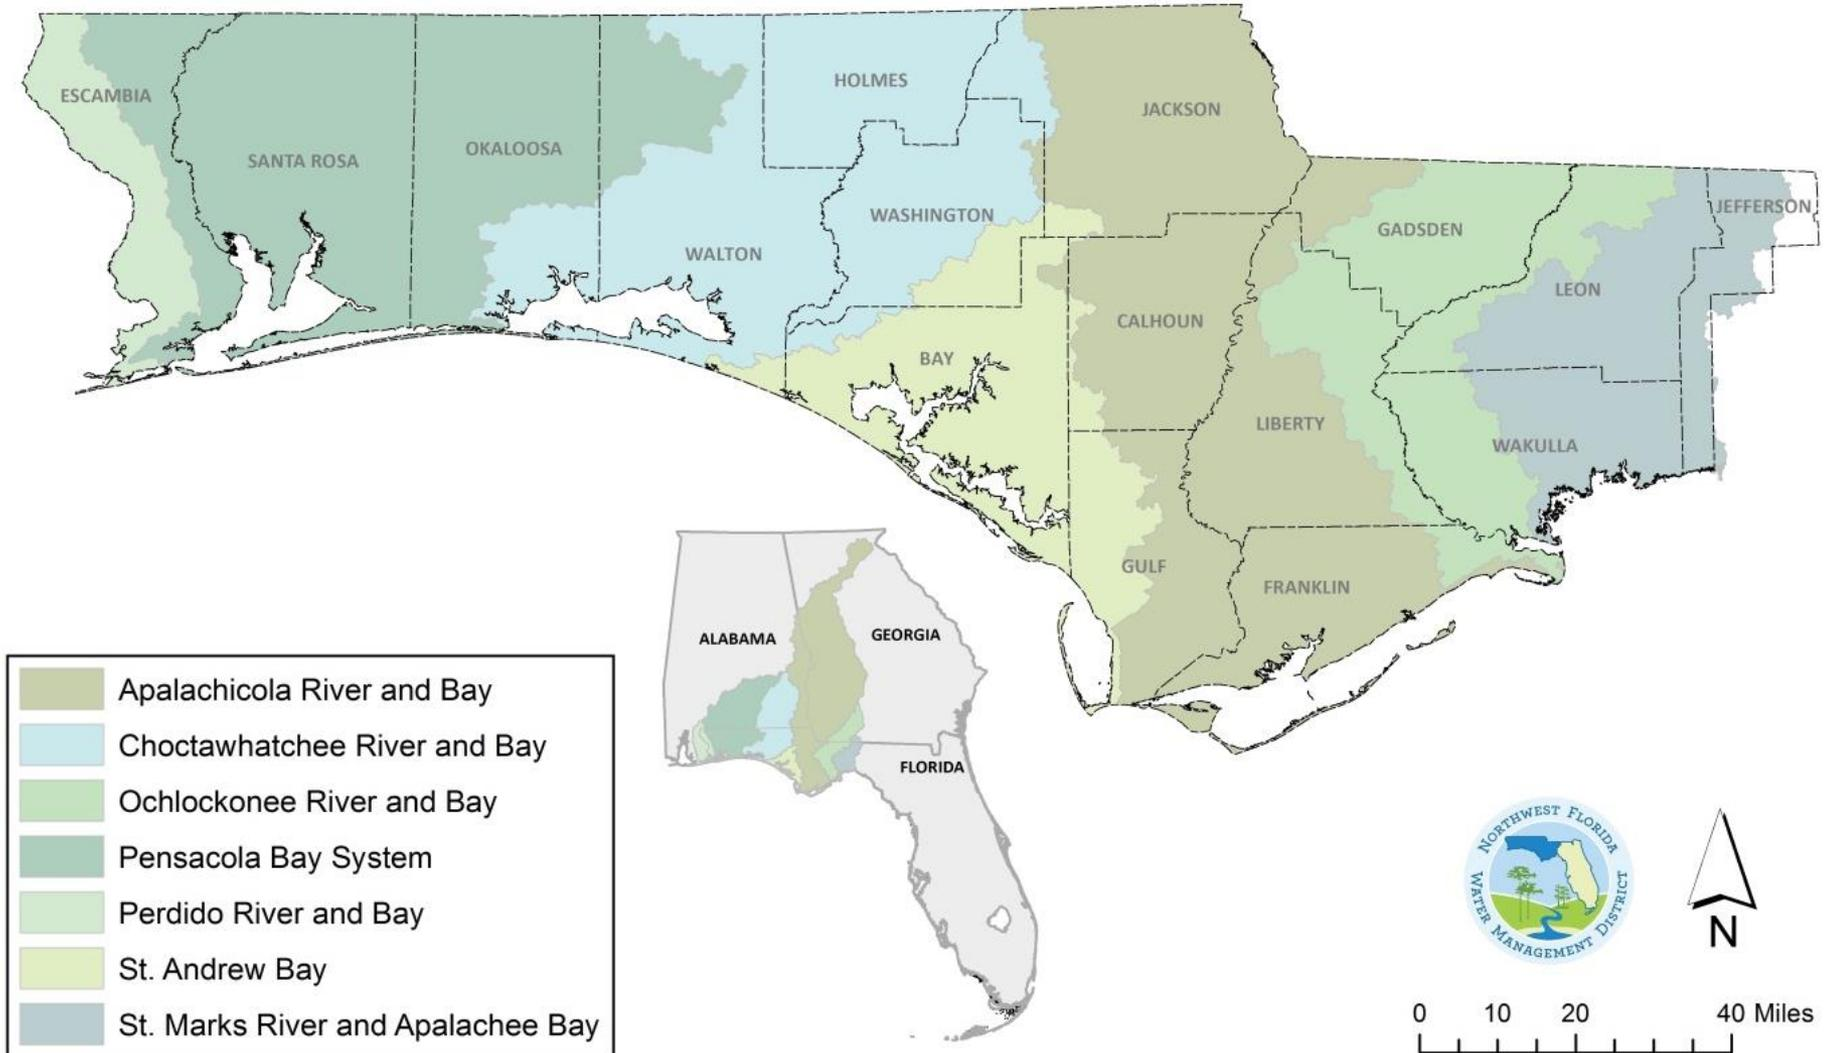 ESCAMBIA
SANTA ROSA
OKALOOSA
HOLMES
WALTON
WASHINGTON
JACKSON
BAY
CALHOUN
GULF
LIBERTY
FRANKLIN
GADSDEN
LEON
WAKULLA
JEFFERSON
ALABAMA
GEORGIA
FLORIDA
Apalachicola River and Bay
Choctawhatchee River and Bay
Ochlockonee River and Bay
Pensacola Bay System
Perdido River and Bay
St. Andrew Bay
St. Marks River and Apalachee Bay
NORTHWEST FLORIDA
WATER MANAGEMENT DISTRICT
N
0 10 20 40 Miles